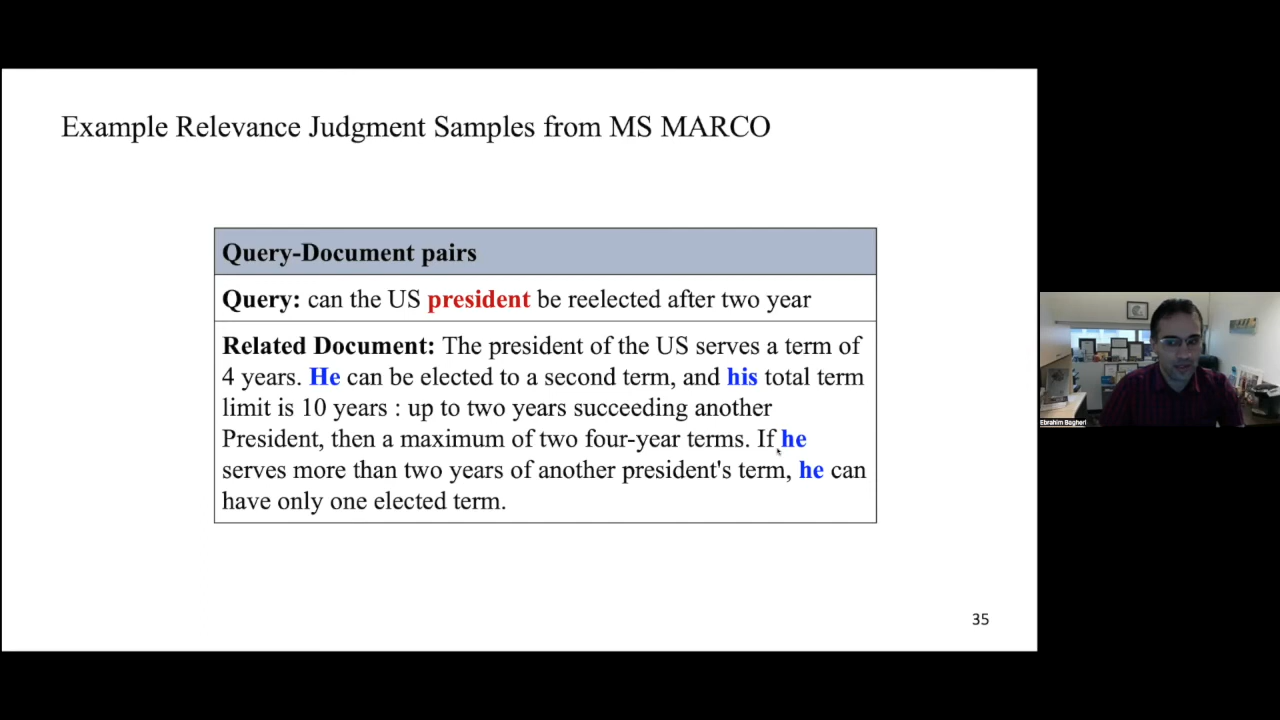 Example Relevance Judgment Samples from MS MARCO
Query-Document pairs
Query: can the US president be reelected after two year
Related Document: The president of the US serves a term of
4 years. He can be elected to a second term, and his total term
limit is 10 years : up to two years succeeding another
President, then a maximum of two four-year terms. If he
serves more than two years of another president's term, he can
have only one elected term.
Ebrahim Bagheri
35